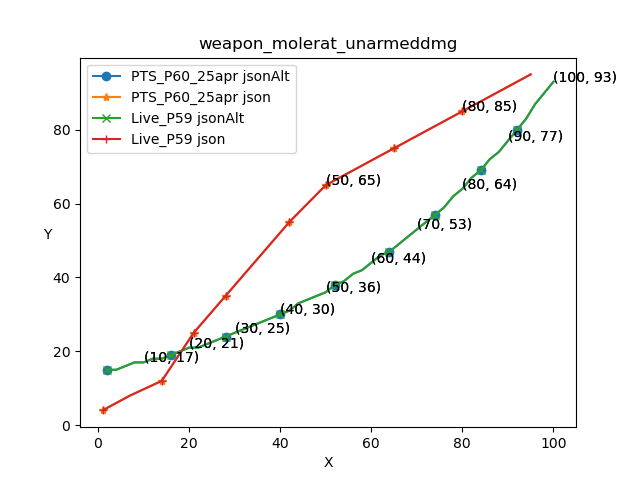 weapon_molerat_unarmeddmg
PTS_P60_25apr jsonAlt
PTS_P60_25apr json
Live_P59 jsonAlt
Live_P59 json
(100, 93)
(80, 85)
(90, 77)
(50, 65)
(80, 64)
(70, 53)
(60, 44)
(50, 36)
(40, 30)
(30, 25)
(20, 21)
(10, 17)
Y
80
60
40
20
0
0 20 40 60 80 100
X